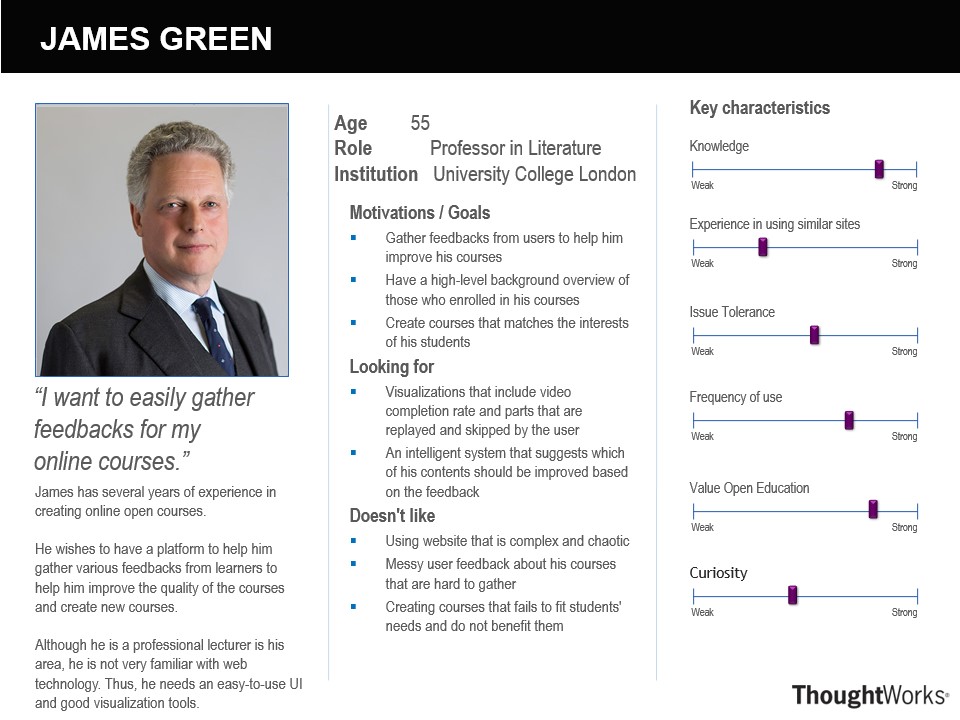 JAMES GREEN
“I want to easily gather
feedbacks for my
online courses.”
James has several years of experience in
creating online open courses.
He wishes to have a platform to help him
gather various feedbacks from learners to
help him improve the quality of the courses
and create new courses.
Although he is a professional lecturer is his
area, he is not very familiar with web
technology. Thus, he needs an easy-to-use UI
and good visualization tools.
Age 55
Role Professor in Literature
Institution University College London
Motivations / Goals
Gather feedbacks from users to help him
improve his courses
Have a high-level background overview of
those who enrolled in his courses
Create courses that matches the interests
of his students
Looking for
Visualizations that include video
completion rate and parts that are
replayed and skipped by the user
An intelligent system that suggests which
of his contents should be improved based
on the feedback
Doesn't like
Using website that is complex and chaotic
Messy user feedback about his courses
that are hard to gather
Creating courses that fails to fit students'
needs and do not benefit them
Key characteristics
Knowledge
Weak Strong
Experience in using similar sites
Weak Strong
Issue Tolerance
Weak Strong
Frequency of use
Weak Strong
Value Open Education
Weak Strong
Curiosity
Weak Strong
ThoughtWorks®